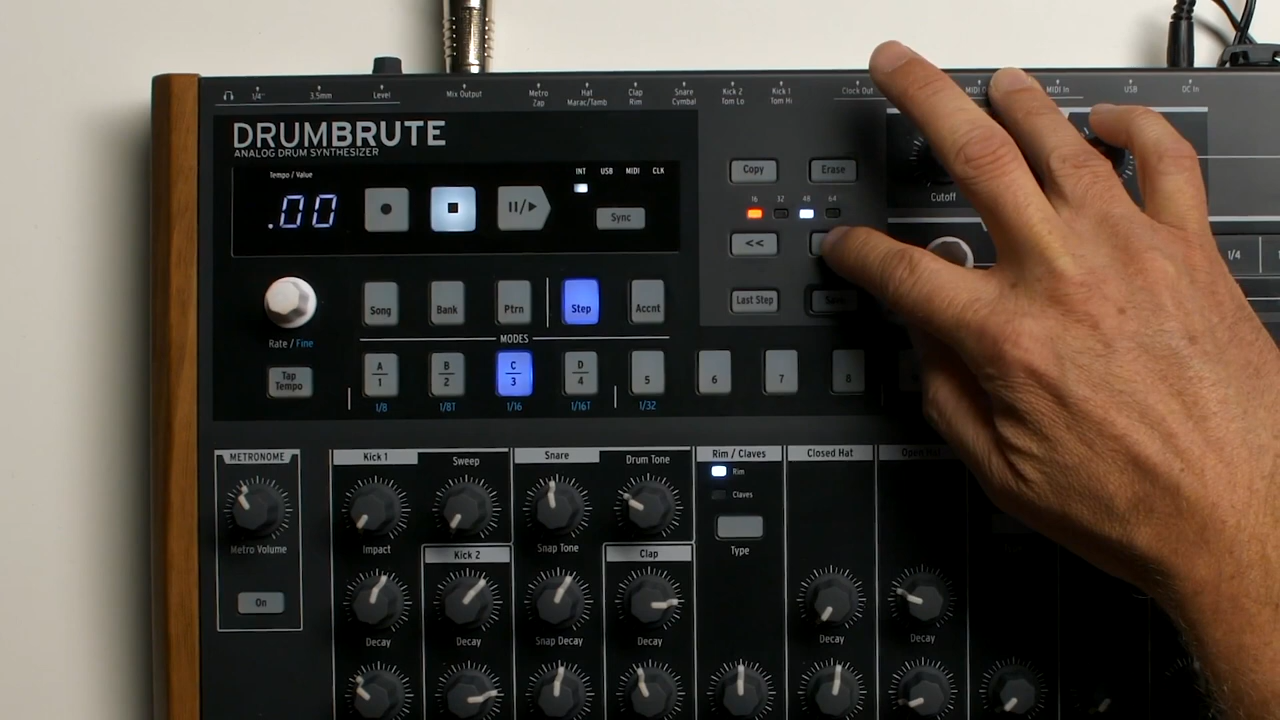 1/4"
3.5mm
Level
Mix Output
Metro
Zap
Hat
Marac/Tamb
Clap
Rim
Snare
Cymbal
Kick 2
Tom Lo
Kick 1
Tom Hi
Clock Out
MIDI In
USB
DC In
DRUMBRUTE
ANALOG DRUM SYNTHESIZER
Tempo / Value
.00
INT USB MIDI CLK
Sync
Copy
Erase
16 32 48 64
<<
Last Step
Cutoff
1/4
Rate / Fine
Song
Bank
Ptrn
Step
Accnt
MODES
Tap
Tempo
A
1
B
2
C
3
D
4
5
6
7
8
1/8
1/8T
1/16
1/16T
1/32
METRONOME
Metro Volume
On
Kick 1
Sweep
Snare
Drum Tone
Rim / Claves
Closed Hat
Rim
Claves
Impact
Snap Tone
Type
Kick 2
Clap
Decay
Decay
Snap Decay
Decay
Decay
Decay